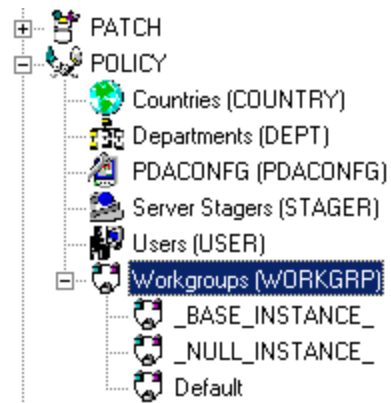 PATCH
POLICY
Countries (COUNTRY)
Departments (DEPT)
PDACONFG (PDACONFG)
Server Stagers (STAGER)
Users (USER)
Workgroups (WORKGRP)
_BASE_INSTANCE_
_NULL_INSTANCE_
Default